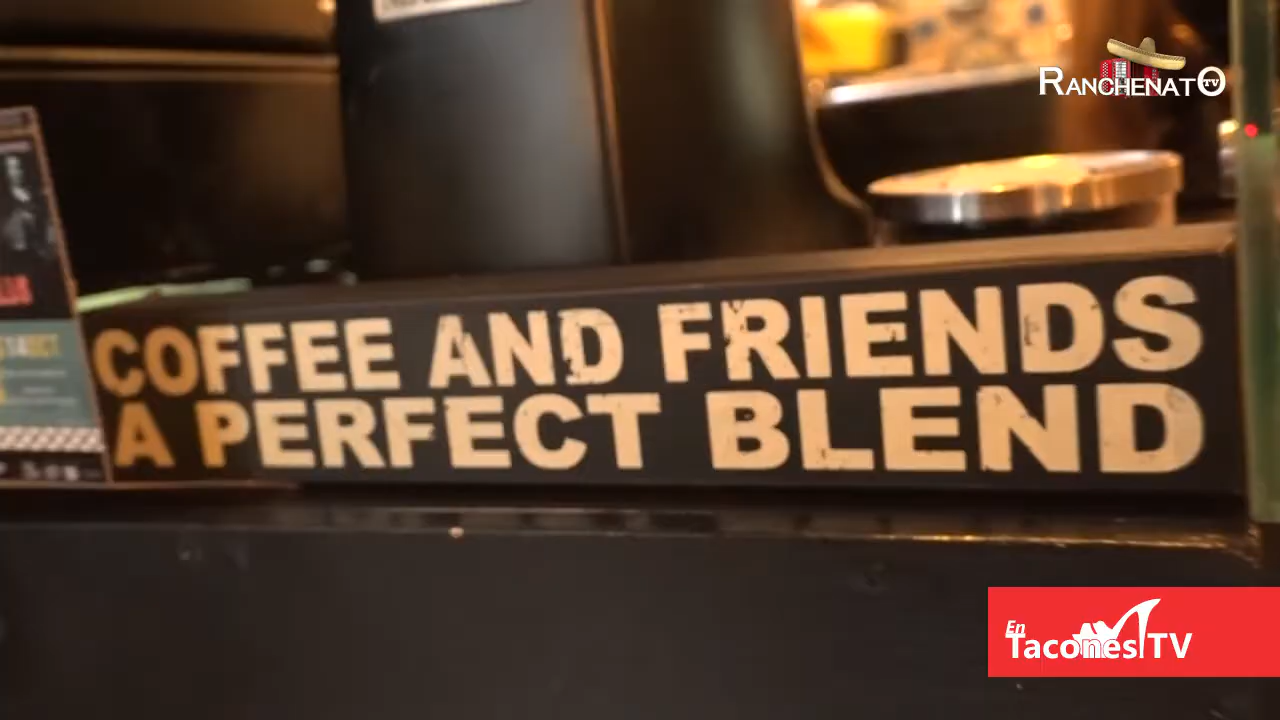 RANCHENATO
TV
COFFEE AND FRIENDS
A PERFECT BLEND
En
Tacones TV